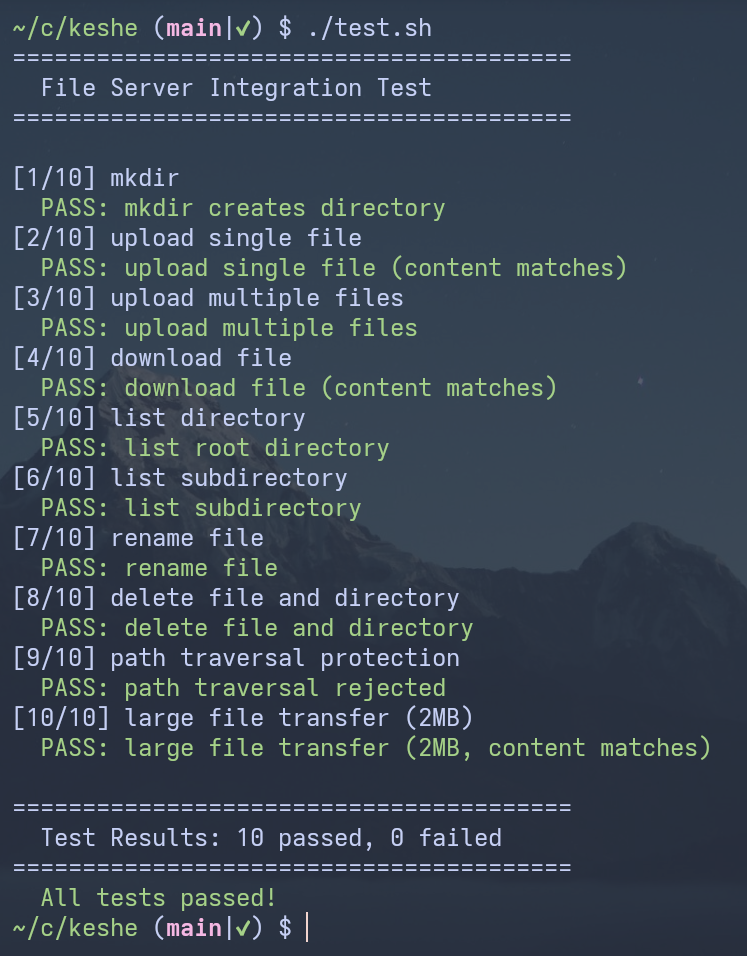 ~/c/keshe (main|✔) $ ./test.sh
========================================
  File Server Integration Test
========================================

[1/10] mkdir
  PASS: mkdir creates directory
[2/10] upload single file
  PASS: upload single file (content matches)
[3/10] upload multiple files
  PASS: upload multiple files
[4/10] download file
  PASS: download file (content matches)
[5/10] list directory
  PASS: list root directory
[6/10] list subdirectory
  PASS: list subdirectory
[7/10] rename file
  PASS: rename file
[8/10] delete file and directory
  PASS: delete file and directory
[9/10] path traversal protection
  PASS: path traversal rejected
[10/10] large file transfer (2MB)
  PASS: large file transfer (2MB, content matches)

========================================
  Test Results: 10 passed, 0 failed
========================================
  All tests passed!
~/c/keshe (main|✔) $